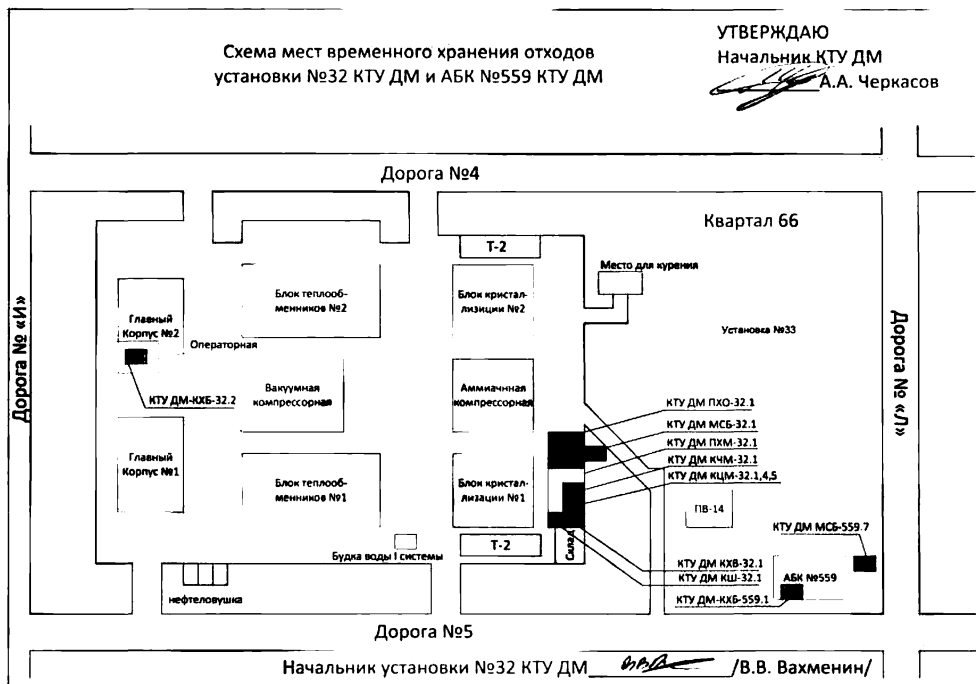 УТВЕРЖДАЮ
Начальник КТУ ДМ
А.А. Черкасов
Схема мест временного хранения отходов
установки №32 КТУ ДМ и АБК №559 КТУ ДМ
Дорога №4
Квартал 66
Т-2
Место для курения
Блок теплооб-
менников №2
Блок кристал-
лизиции №2
Главный
Корпус №2
Операторная
Установка №33
Дорога № «И»
Дорога № «Л»
КТУ ДМ-КХБ-32.2
Вакуумная
компрессорная
Аммиачнная
компрессорная
КТУ ДМ ПХО-32.1
КТУ ДМ МСБ-32.1
КТУ ДМ ПХМ-32.1
КТУ ДМ КЧМ-32.1
КТУ ДМ КЦМ-32.1,4,5
Главный
Корпус №1
Блок теплооб-
менников №1
Блок кристал-
лизации №1
ПВ-14
КТУ ДМ МСБ-559.7
Т-2
Склад
Будка воды I системы
КТУ ДМ КХВ-32.1
КТУ ДМ КШ-32.1
КТУ ДМ-КХБ-559.1
АБК №559
нефтеловушка
Дорога №5
Начальник установки №32 КТУ ДМ /В.В. Вахменин/